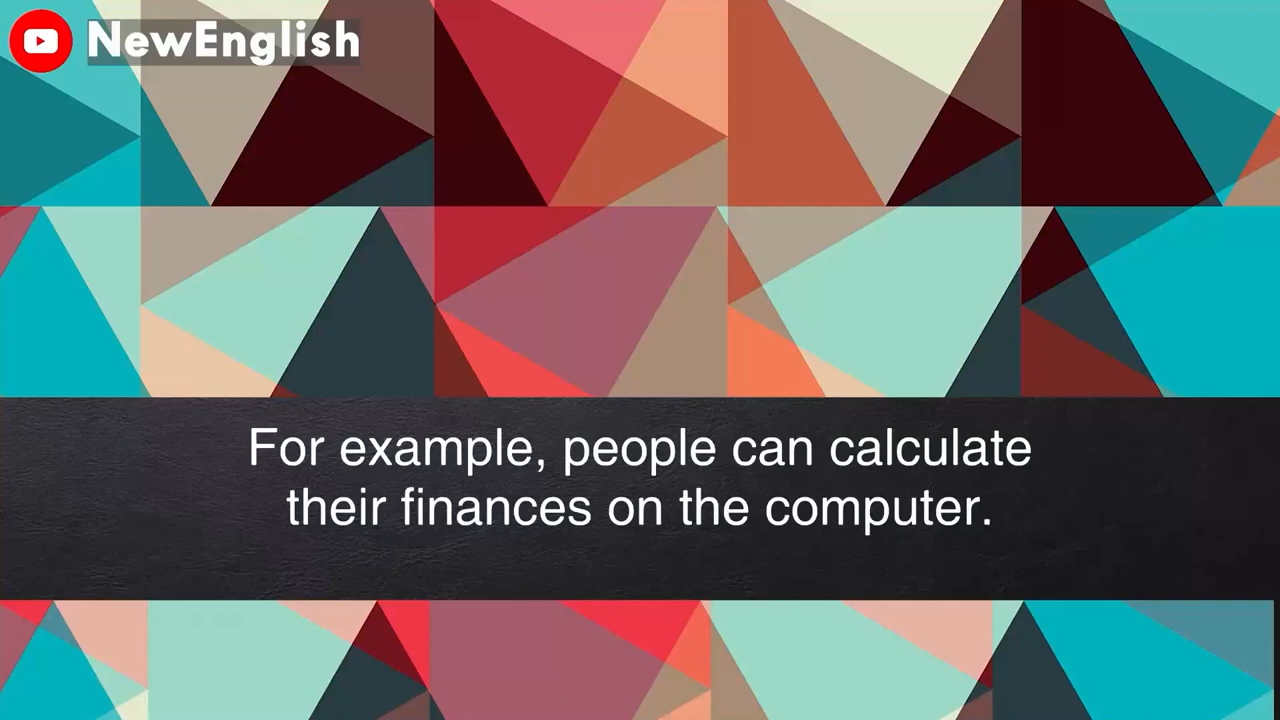 NewEnglish
For example, people can calculate
their finances on the computer.